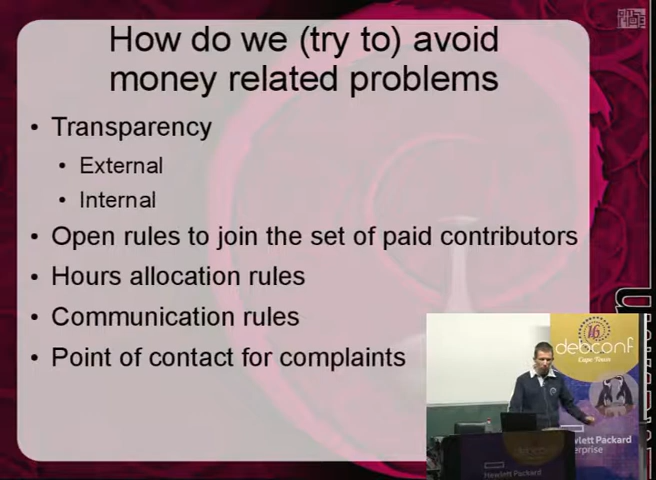 How do we (try to) avoid
money related problems
• Transparency
• External
• Internal
• Open rules to join the set of paid contributors
• Hours allocation rules
• Communication rules
• Point of contact for complaints
16
debconf
Cape Town
Hewlett Packard